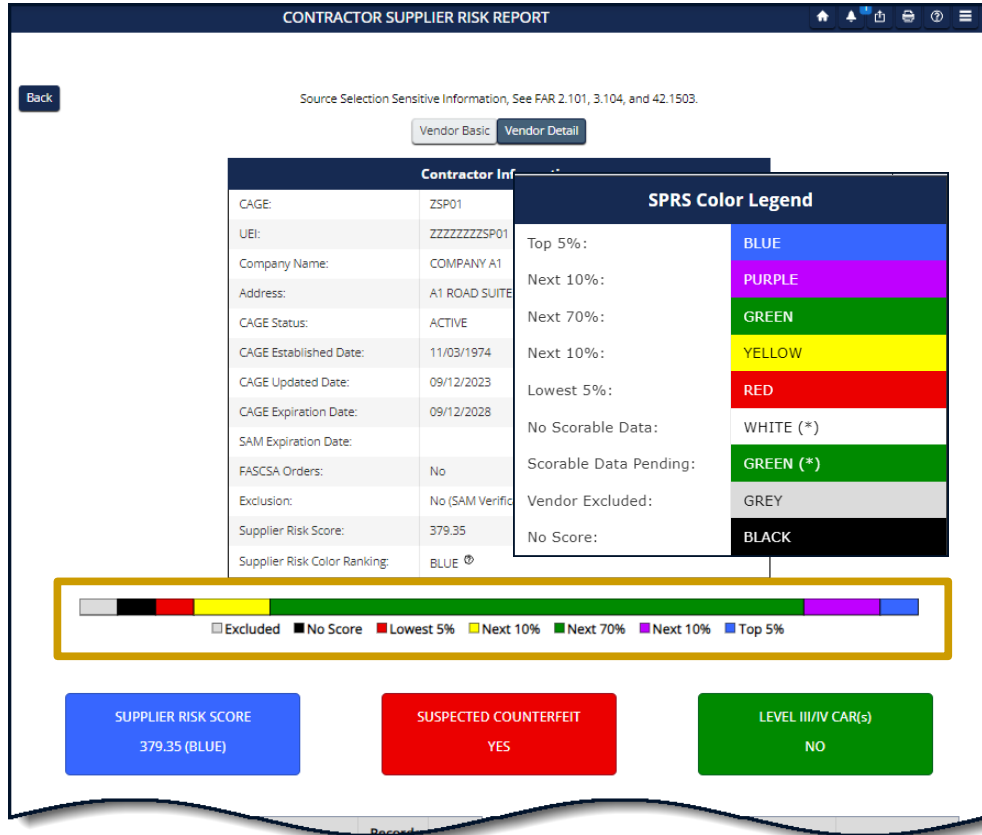 CONTRACTOR SUPPLIER RISK REPORT
1
Back
Source Selection Sensitive Information, See FAR 2.101, 3.104, and 42.1503.
Vendor Basic Vendor Detail
Contractor
CAGE: ZSP01
UEI: ZZZZZZZZSP01
Company Name: COMPANY A1
Address: A1 ROAD SUITE
CAGE Status: ACTIVE
CAGE Established Date: 11/03/1974
CAGE Updated Date: 09/12/2023
CAGE Expiration Date: 09/12/2028
SAM Expiration Date:
FASCSA Orders: No
Exclusion: No (SAM Verific
Supplier Risk Score: 379.35
Supplier Risk Color Ranking: BLUE
SPRS Color Legend
Top 5%: BLUE
Next 10%: PURPLE
Next 70%: GREEN
Next 10%: YELLOW
Lowest 5%: RED
No Scorable Data: WHITE (*)
Scorable Data Pending: GREEN (*)
Vendor Excluded: GREY
No Score: BLACK
Excluded No Score Lowest 5% Next 10% Next 70% Next 10% Top 5%
SUPPLIER RISK SCORE
379.35 (BLUE)
SUSPECTED COUNTERFEIT
YES
LEVEL III/IV CAR(s)
NO